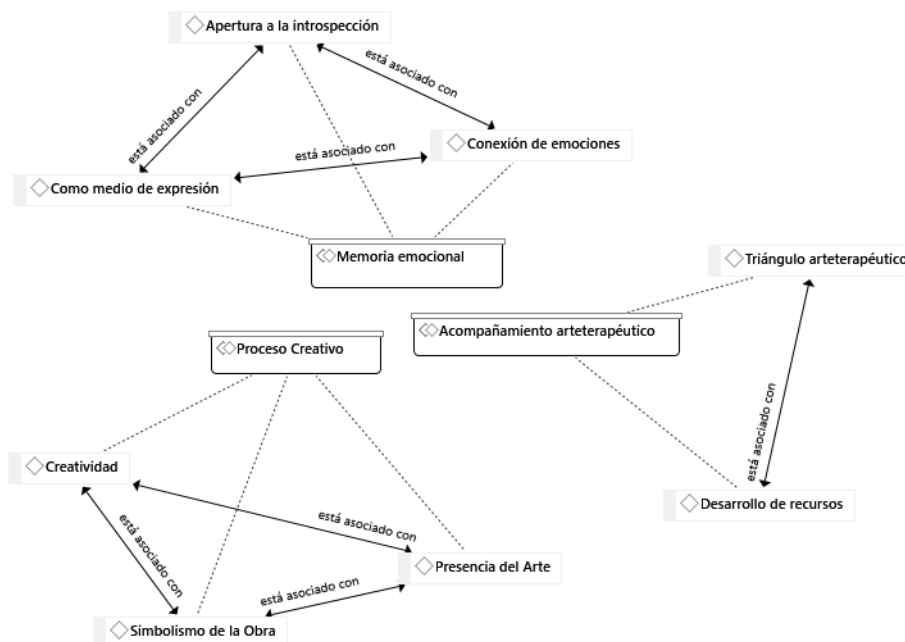 Apertura a la introspección
está asociado con
está asociado con
Conexión de emociones
está asociado con
Como medio de expresión
Memoria emocional
Triángulo arteterapéutico
Acompañamiento arteterapéutico
Proceso Creativo
está asociado con
Creatividad
Desarrollo de recursos
está asociado con
está asociado con
Presencia del Arte
está asociado con
Simbolismo de la Obra